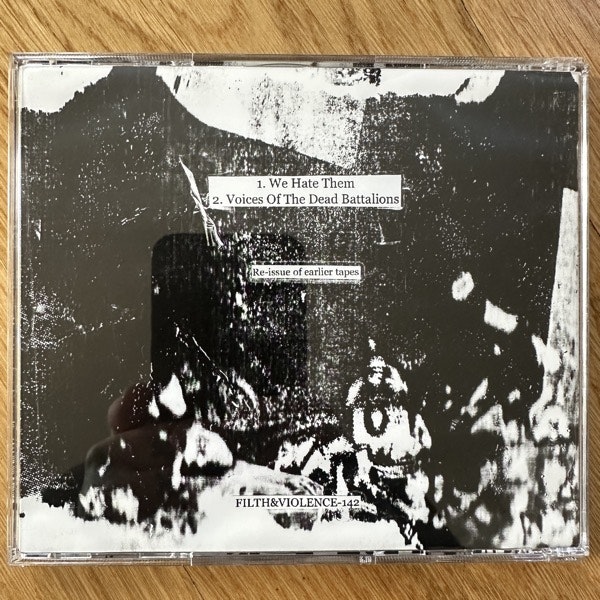 1. We Hate Them
2. Voices Of The Dead Battalions
Re-issue of earlier tapes
FILTH&VIOLENCE-142